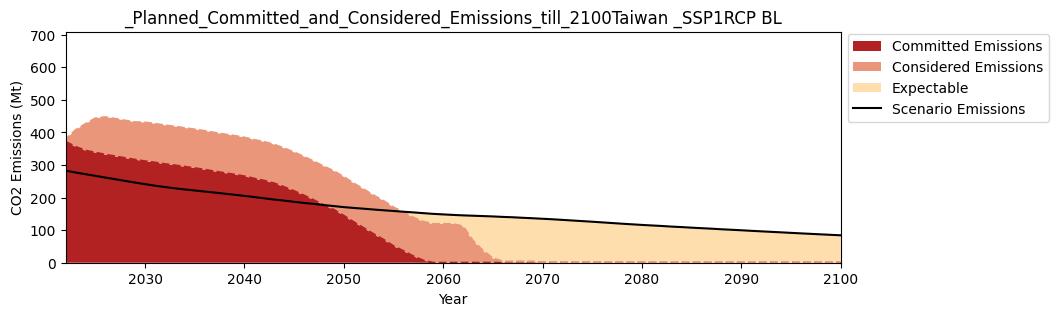 _Planned_Committed_and_Considered_Emissions_till_2100Taiwan _SSP1RCP BL
700
600
500
400
300
200
100
0
CO2 Emissions (Mt)
2030 2040 2050 2060 2070 2080 2090 2100
Year
Committed Emissions
Considered Emissions
Expectable
Scenario Emissions